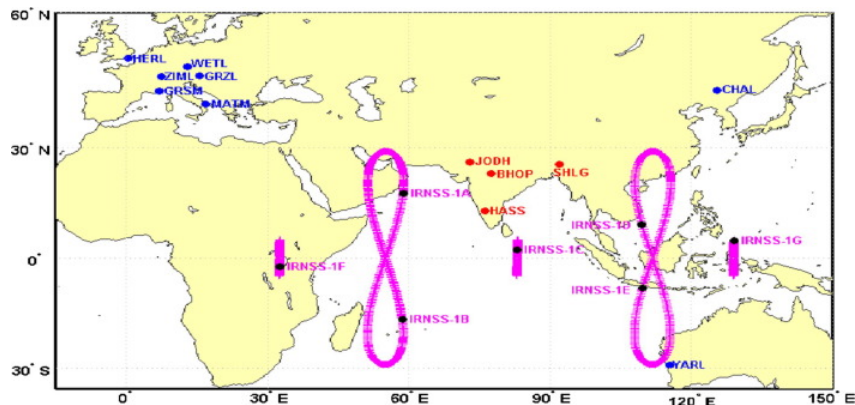 60° N
HERL
WETL
ZIML
GRZL
GRSM
MATM
CHAL
30° N
JODH
BHOP
SHLG
IRNSS-1A
HASS
IRNSS-1D
IRNSS-1G
IRNSS-1C
0°
IRNSS-1F
IRNSS-1E
IRNSS-1B
YARL
30° S
0° 30° E 60° E 90° E 120° E 150° E